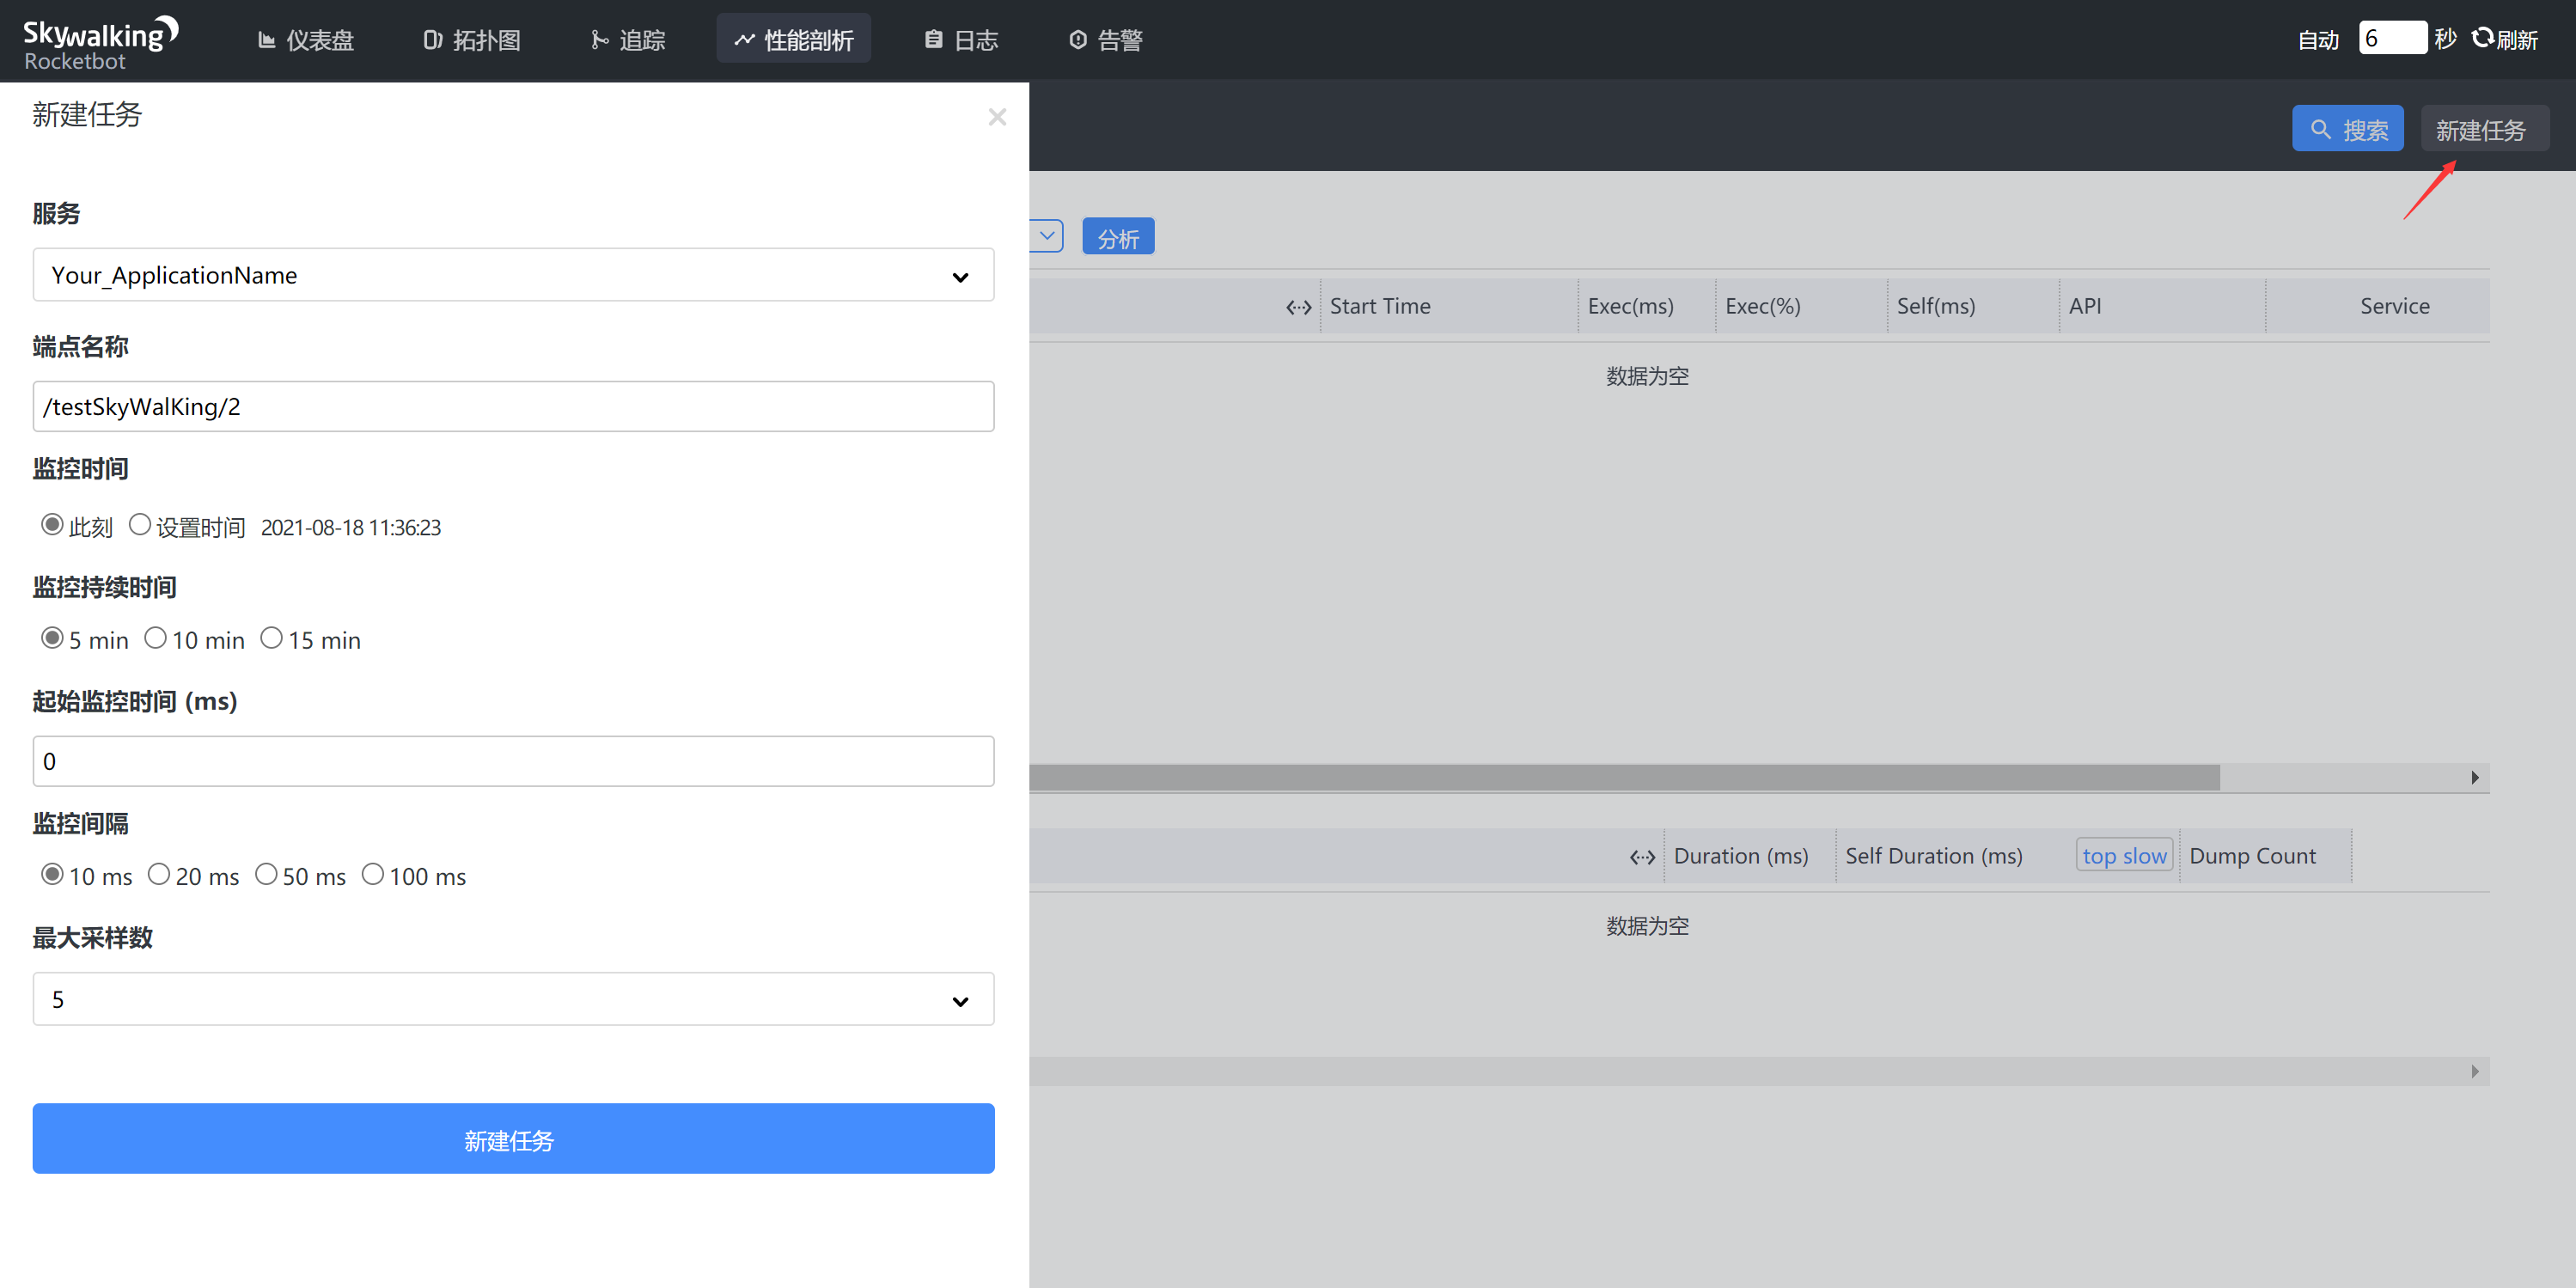 Skywalking
Rocketbot
仪表盘
拓扑图
追踪
性能剖析
日志
告警
自动 6 秒 刷新
搜索
新建任务
新建任务
服务
Your_ApplicationName
端点名称
/testSkyWalKing/2
监控时间
此刻 设置时间 2021-08-18 11:36:23
监控持续时间
5 min 10 min 15 min
起始监控时间 (ms)
0
监控间隔
10 ms 20 ms 50 ms 100 ms
最大采样数
5
新建任务
分析
Start Time Exec(ms) Exec(%) Self(ms) API Service
数据为空
Duration (ms) Self Duration (ms) top slow Dump Count
数据为空